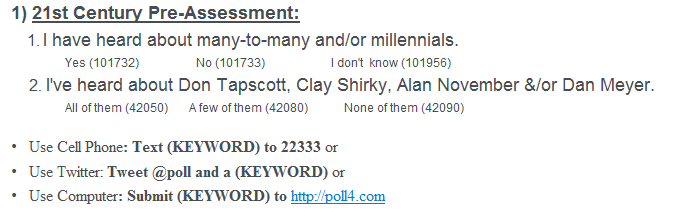 1) 21st Century Pre-Assessment:
1. I have heard about many-to-many and/or millennials.
Yes (101732) No (101733) I don't know (101956)
2. I've heard about Don Tapscott, Clay Shirky, Alan November &/or Dan Meyer.
All of them (42050) A few of them (42080) None of them (42090)
• Use Cell Phone: Text (KEYWORD) to 22333 or
• Use Twitter: Tweet @poll and a (KEYWORD) or
• Use Computer: Submit (KEYWORD) to http://poll4.com